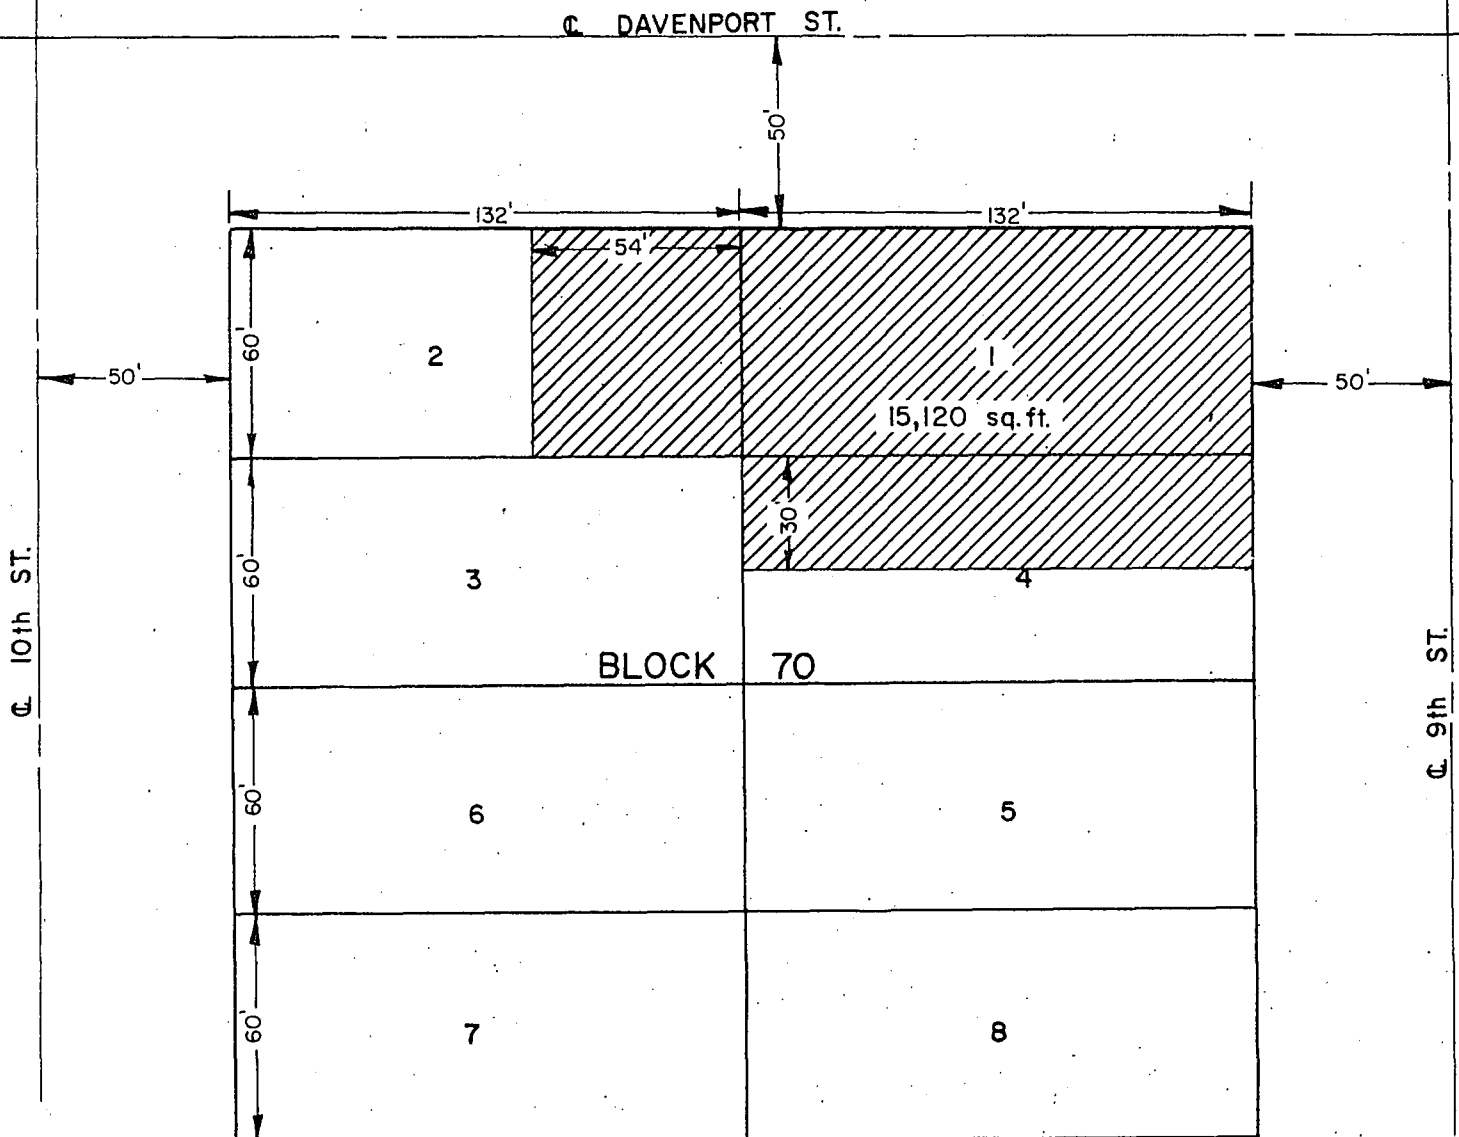 ℄ DAVENPORT ST.
50'
132' 132'
54'
60' 2 1
50' 50'
15,120 sq.ft.
30
60' 3 4
℄ 10th ST.
BLOCK 70
℄ 9th ST.
60' 6 5
60' 7 8